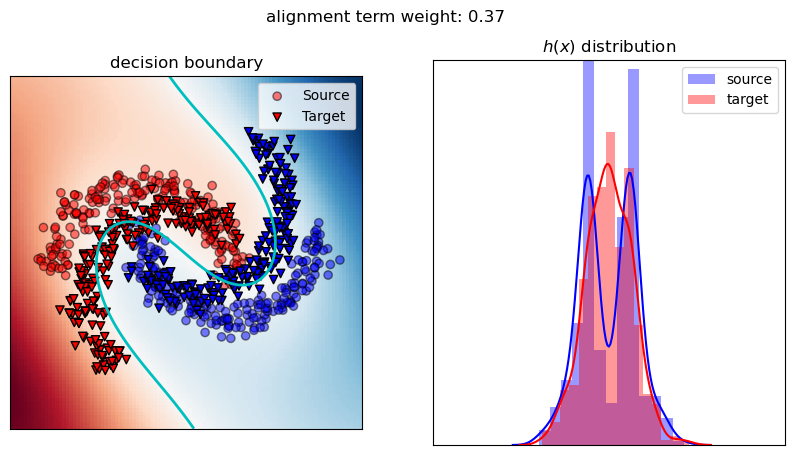 alignment term weight: 0.37
decision boundary
Source
Target
h(x) distribution
source
target